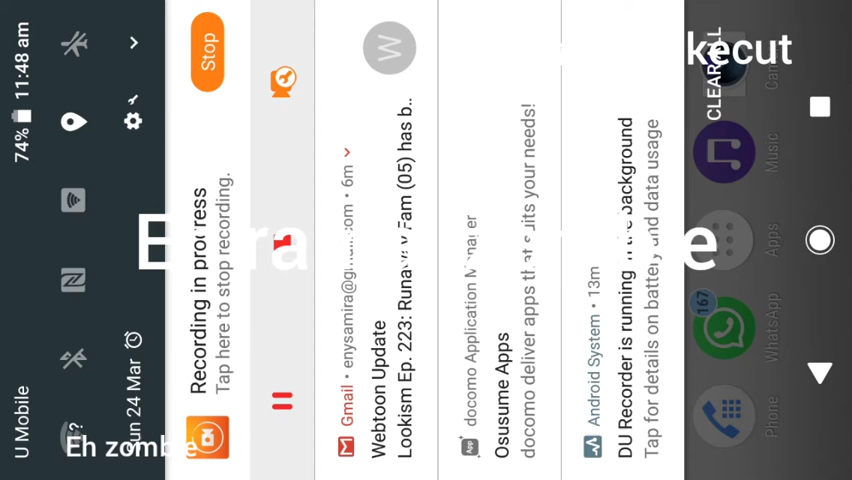 U Mobile
74% 11:48 am
Sun 24 Mar
Recording in progress
Tap here to stop recording.
Stop
Gmail • enysamira@gmail.com • 6m
Webtoon Update
Lookism Ep. 223: Runaway Fam (05) has b..
W
docomo Application Manager
Osusume Apps
docomo deliver apps that suits your needs!
Android System • 13m
DU Recorder is running in the background
Tap for details on battery and data usage
CLEAR ALL
Phone
WhatsApp
167
Apps
Music
kecut
Eh zombie